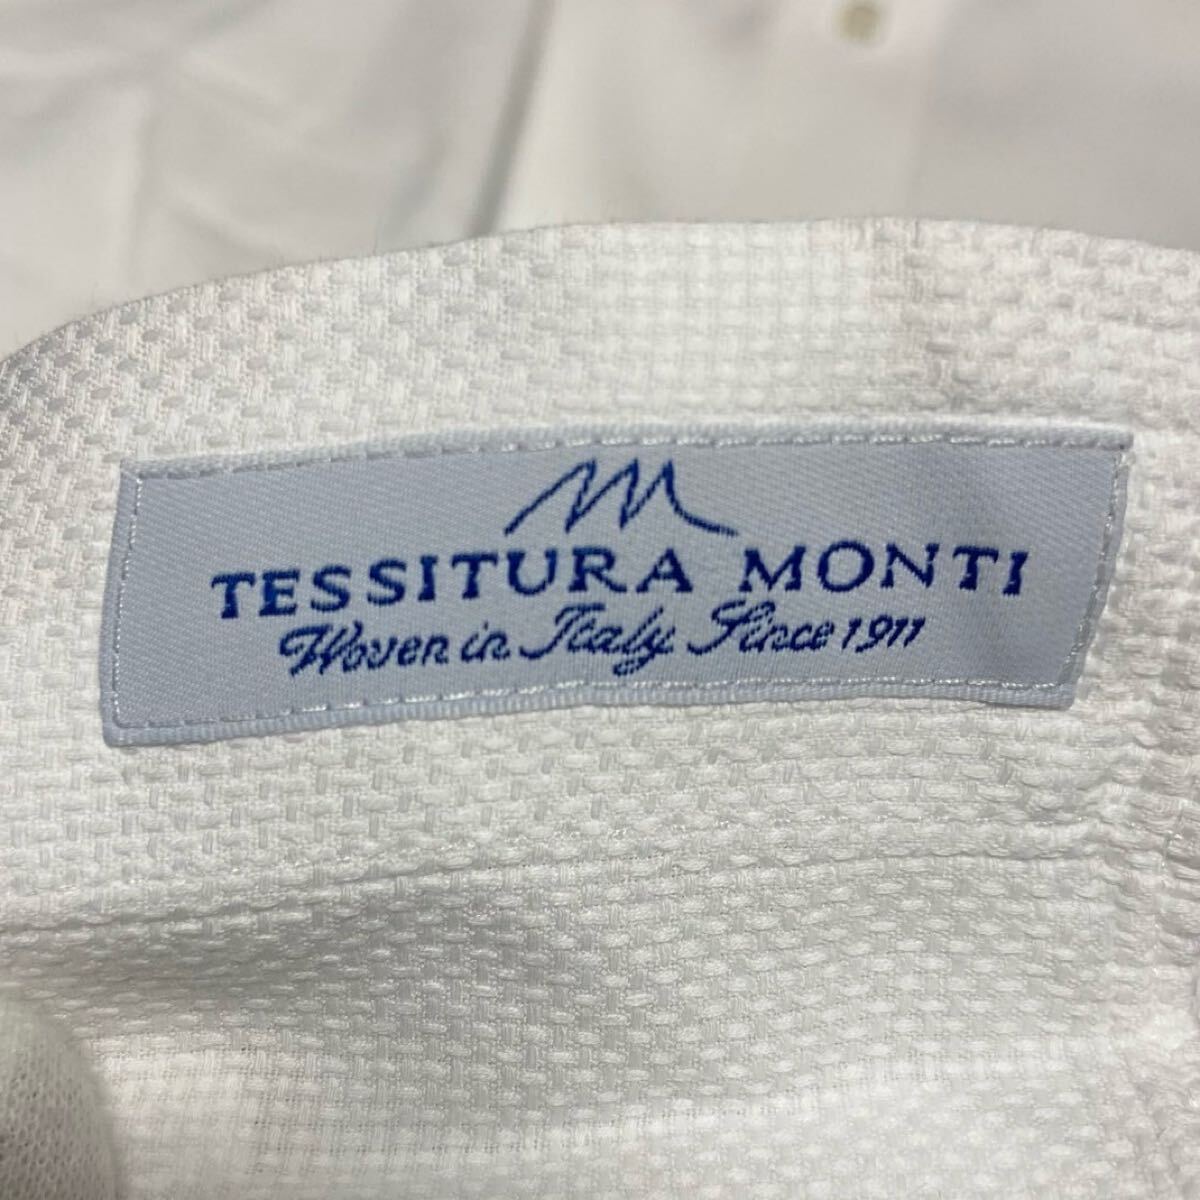 TESSITURA MONTI
Woven in Italy Since 1911